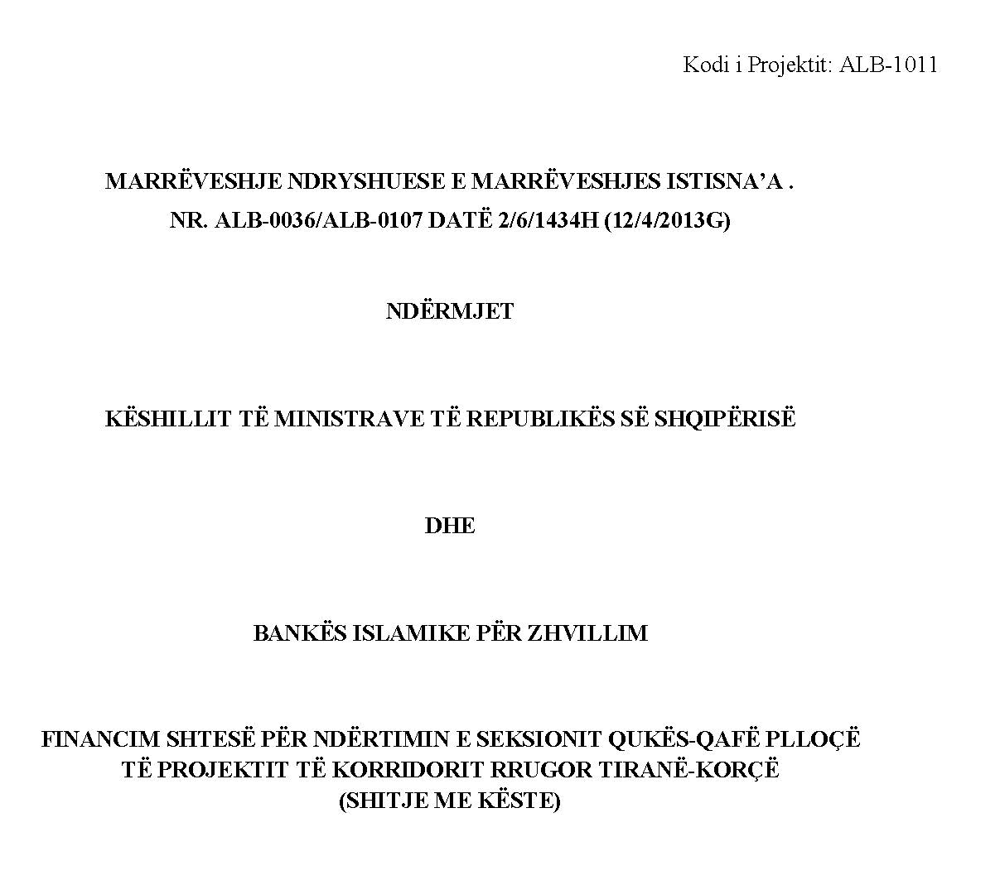 Kodi i Projektit: ALB-1011
MARRËVESHJE NDRYSHUESE E MARRËVESHJES ISTISNA’A .
NR. ALB-0036/ALB-0107 DATË 2/6/1434H (12/4/2013G)
NDËRMJET
KËSHILLIT TË MINISTRAVE TË REPUBLIKËS SË SHQIPËRISË
DHE
BANKËS ISLAMIKE PËR ZHVILLIM
FINANCIM SHTESË PËR NDËRTIMIN E SEKSIONIT QUKËS-QAFË PLLOÇË
TË PROJEKTIT TË KORRIDORIT RRUGOR TIRANË-KORÇË
(SHITJE ME KËSTE)